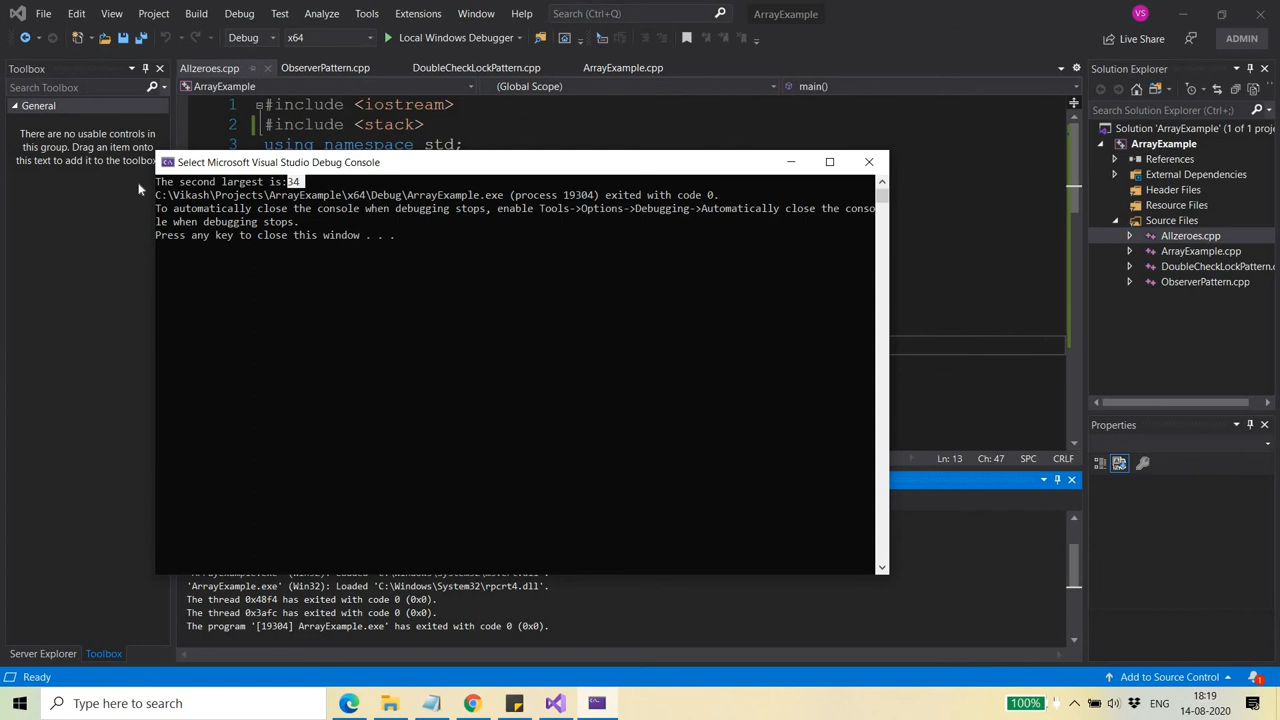 File Edit View Project Build Debug Test Analyze Tools Extensions Window Help Search (Ctrl+Q) ArrayExample VS
Debug x64 Local Windows Debugger Live Share ADMIN
Toolbox
Search Toolbox
General
There are no usable controls in
this group. Drag an item onto
this text to add it to the toolbox
Allzeroes.cpp ObserverPattern.cpp DoubleCheckLockPattern.cpp ArrayExample.cpp
ArrayExample (Global Scope) main()
1 #include <iostream>
2 #include <stack>
3 using namespace std;
Select Microsoft Visual Studio Debug Console
The second largest is:34
C:\Vikash\Projects\ArrayExample\x64\Debug\ArrayExample.exe (process 19304) exited with code 0.
To automatically close the console when debugging stops, enable Tools->Options->Debugging->Automatically close the conso
le when debugging stops.
Press any key to close this window . . .
Ln: 13 Ch: 47 SPC CRLF
'ArrayExample.exe' (Win32): Loaded 'C:\Windows\System32\rpcrt4.dll'.
The thread 0x48f4 has exited with code 0 (0x0).
The thread 0x3afc has exited with code 0 (0x0).
The program '[19304] ArrayExample.exe' has exited with code 0 (0x0).
Solution Explorer
Search Solution Explorer (Ctrl+;)
Solution 'ArrayExample' (1 of 1 proje
ArrayExample
References
External Dependencies
Header Files
Resource Files
Source Files
Allzeroes.cpp
ArrayExample.cpp
DoubleCheckLockPattern.c
ObserverPattern.cpp
Properties
Server Explorer Toolbox
Ready Add to Source Control 1
Type here to search 100% ENG 18:19
14-08-2020